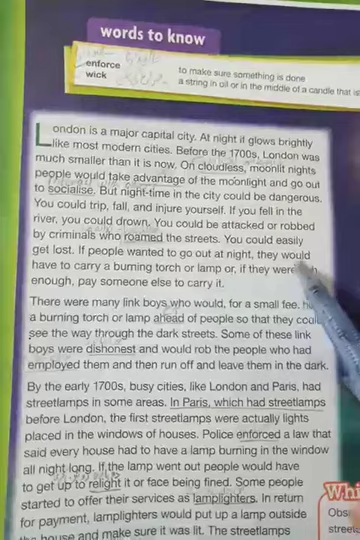 words to know
enforce to make sure something is done
wick a string in oil or in the middle of a candle that is
London is a major capital city. At night it glows brightly
like most modern cities. Before the 1700s, London was
much smaller than it is now. On cloudless, moonlit nights
people would take advantage of the moonlight and go out
to socialise. But night-time in the city could be dangerous.
You could trip, fall, and injure yourself. If you fell in the
river, you could drown. You could be attacked or robbed
by criminals who roamed the streets. You could easily
get lost. If people wanted to go out at night, they would
have to carry a burning torch or lamp or, if they were
enough, pay someone else to carry it.
There were many link boys who would, for a small fee,
a burning torch or lamp ahead of people so that they could
see the way through the dark streets. Some of these link
boys were dishonest and would rob the people who had
employed them and then run off and leave them in the dark.
By the early 1700s, busy cities, like London and Paris, had
streetlamps in some areas. In Paris, which had streetlamps
before London, the first streetlamps were actually lights
placed in the windows of houses. Police enforced a law that
said every house had to have a lamp burning in the window
all night long. If the lamp went out people would have
to get up to relight it or face being fined. Some people
started to offer their services as lamplighters. In return
for payment, lamplighters would put up a lamp outside
the house and make sure it was lit. The streetlamps
Whi
Obs
streets